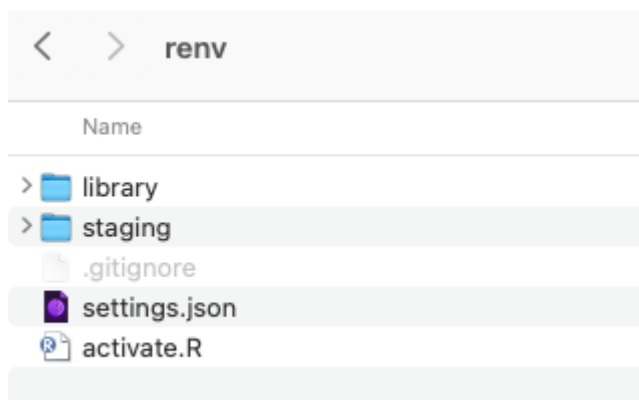 renv
Name
library
staging
.gitignore
settings.json
activate.R